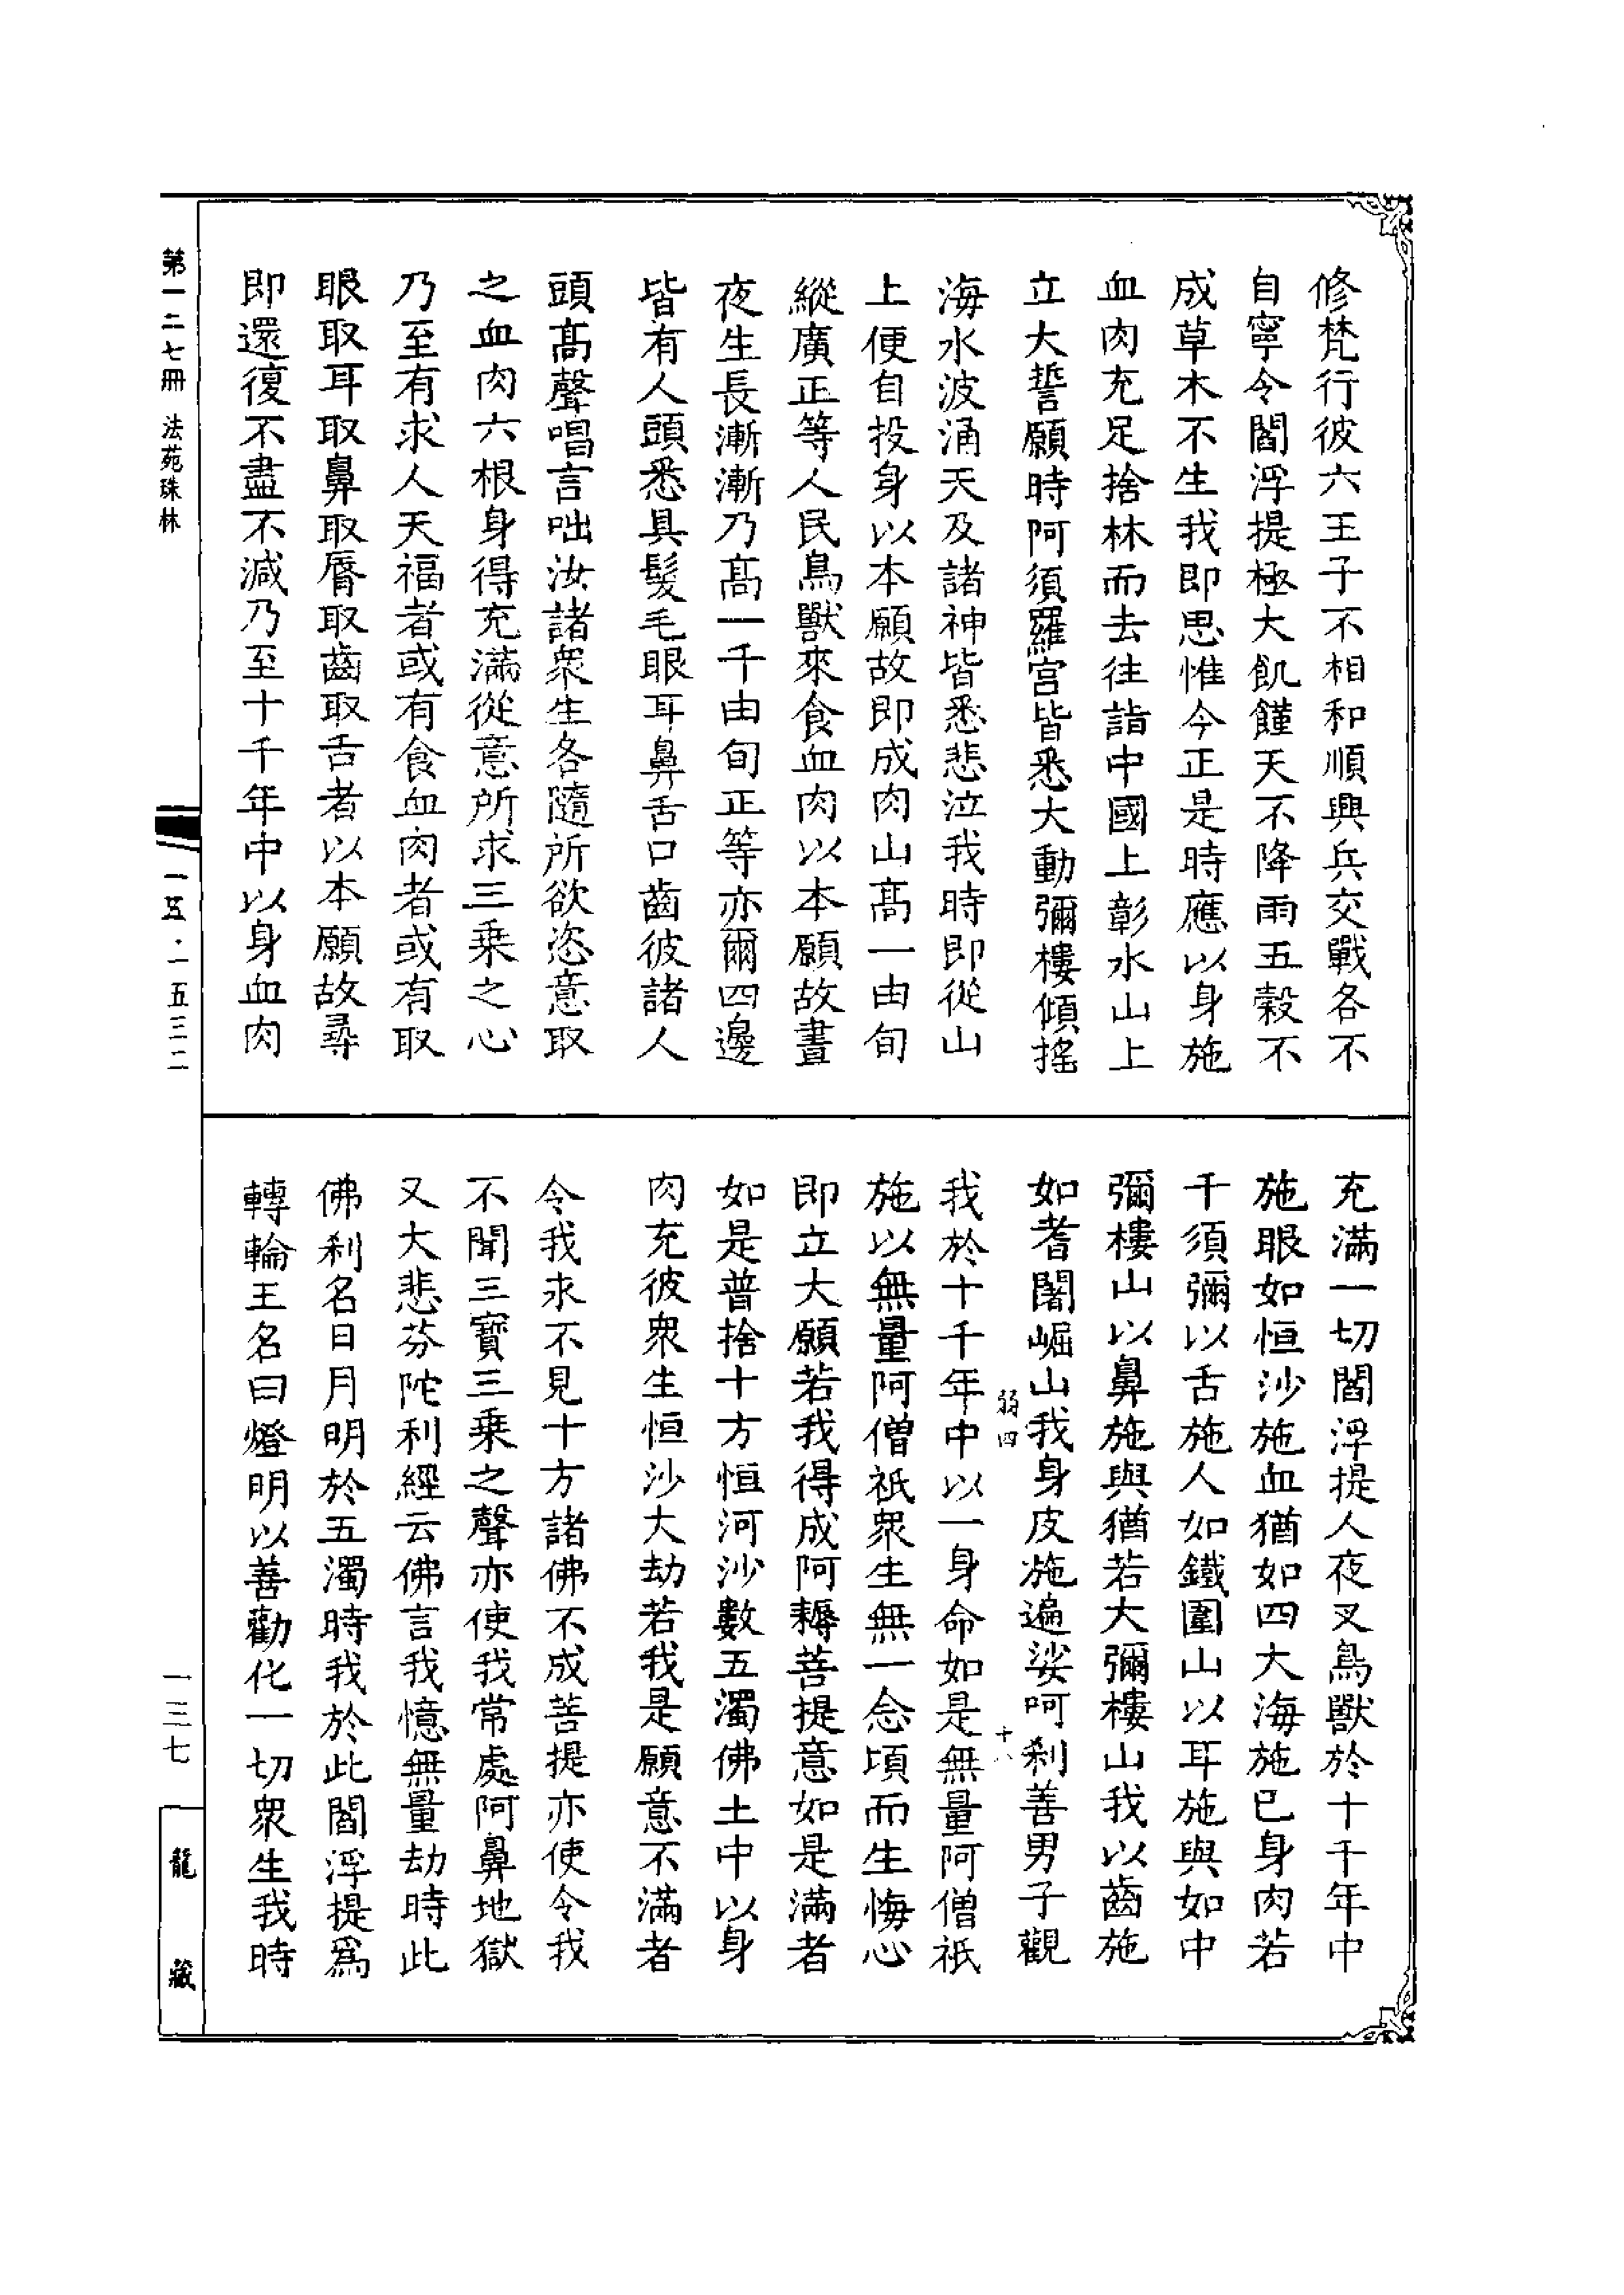 修梵行彼六王子不相和順興兵交戰各不
自寧令閻浮提極大飢饉天不降雨五穀不
成草木不生我即思惟今正是時應以身施
血肉充足捨林而去往詣中國上彰水山上
立大誓願時阿須羅宮皆悉大動彌樓傾搖
海水波涌天及諸神皆悉悲泣我時即從山
上便自投身以本願故即成肉山高一由旬
縱廣正等人民鳥獸來食血肉以本願故晝
夜生長漸漸乃高一千由旬正等亦爾四邊
皆有人頭悉具髮毛眼耳鼻舌口齒彼諸人
頭高聲唱言咄汝諸衆生各隨所欲恣意取
之血肉六根身得充滿從意所求三乘之心
乃至有求人天福者或有食血肉者或有取
眼取耳取鼻取脣取齒取舌者以本願故尋
即還復不盡不減乃至十千年中以身血肉
充滿一切閻浮提人夜叉鳥獸於十千年中
施眼如恒沙施血猶如四大海施已身肉若
千須彌以舌施人如鐵圍山以耳施與如中
彌樓山以鼻施與猶若大彌樓山我以齒施
如耆闍崛山我身皮施遍娑呵剎善男子觀
弱四
十八
我於十千年中以一身命如是無量阿僧祇
施以無量阿僧祇衆生無一念頃而生悔心
即立大願若我得成阿耨菩提意如是滿者
如是普捨十方恒河沙數五濁佛土中以身
肉充彼衆生恒沙大劫若我是願意不滿者
令我求不見十方諸佛不成菩提亦使令我
不聞三寶三乘之聲亦使我常處阿鼻地獄
又大悲芬陀利經云佛言我憶無量劫時此
佛剎名日月明於五濁時我於此閻浮提爲
轉輪王名曰燈明以善勸化一切衆生我時
第一二七冊 法苑珠林
一五·一五三二
一三七
龍藏